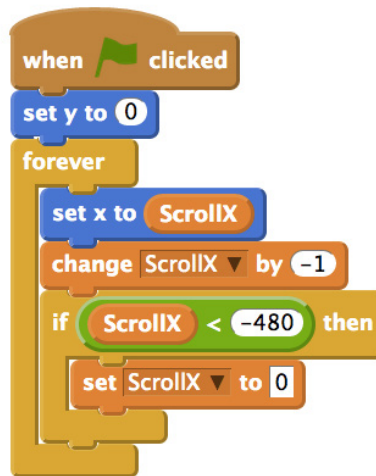 when clicked
set y to 0
forever
set x to ScrollX
change ScrollX by -1
if ScrollX < -480 then
set ScrollX to 0